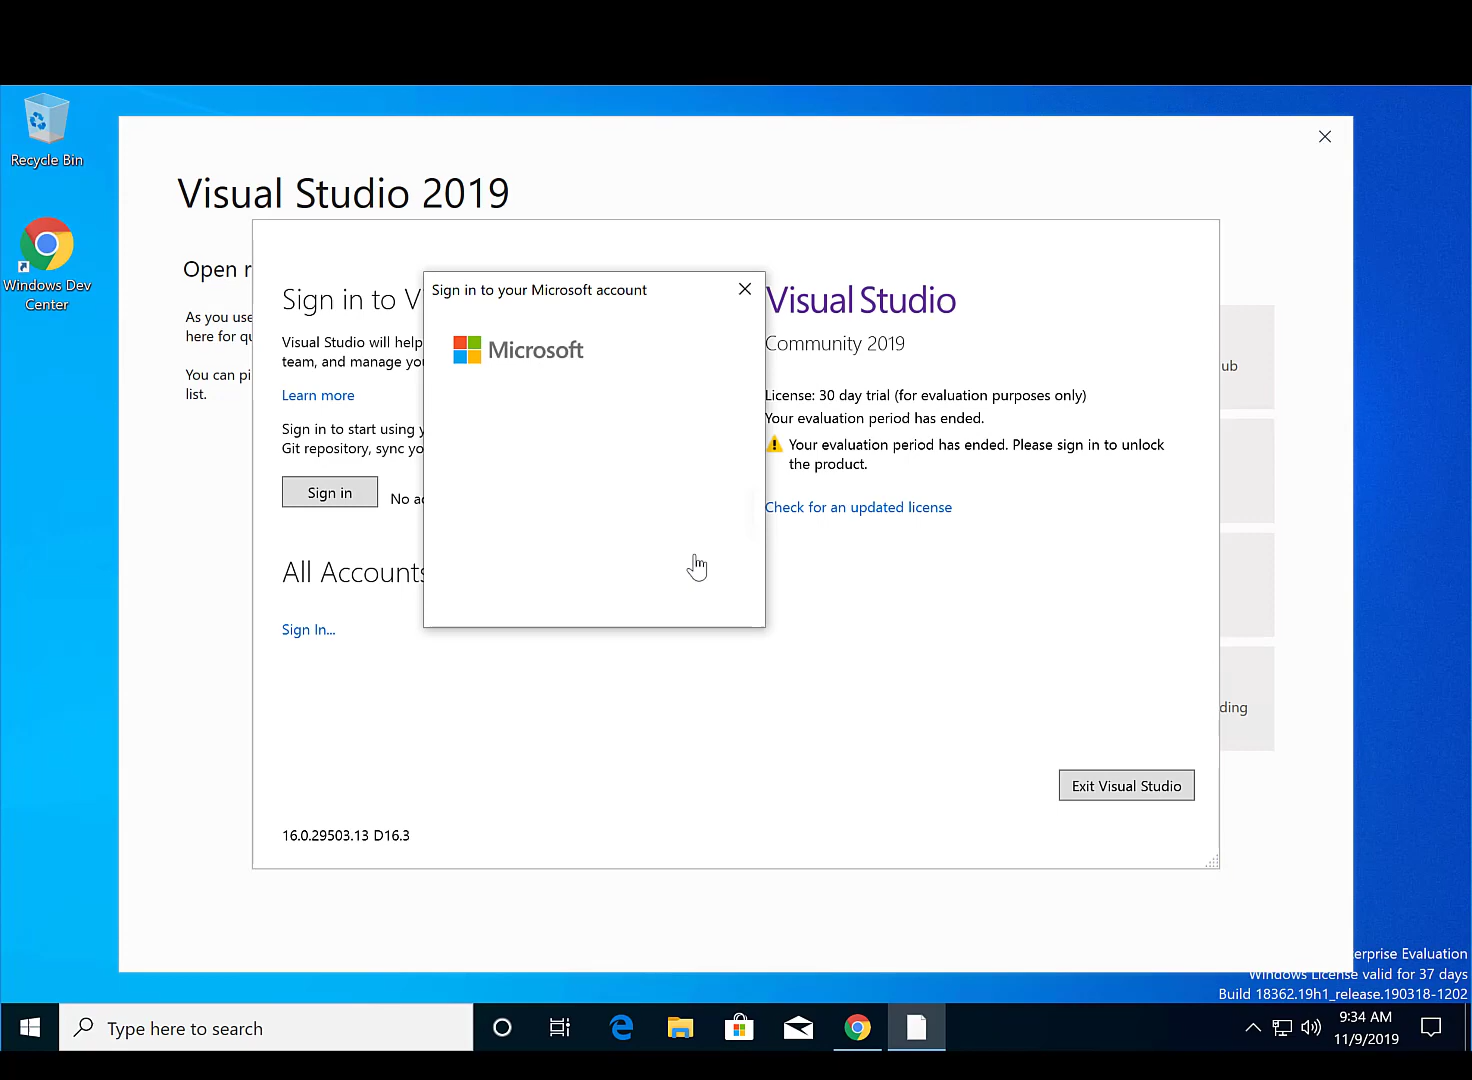 Recycle Bin
Windows Dev
Center
Visual Studio 2019
Open r
As you use
here for qu
You can pi
list.
Sign in to V
Visual Studio will help
team, and manage you
Learn more
Sign in to start using y
Git repository, sync yo
Sign in
No ac
All Accounts
Sign In...
16.0.29503.13 D16.3
Sign in to your Microsoft account
Microsoft
Visual Studio
Community 2019
License: 30 day trial (for evaluation purposes only)
Your evaluation period has ended.
Your evaluation period has ended. Please sign in to unlock
the product.
Check for an updated license
Exit Visual Studio
ub
ding
erprise Evaluation
Windows License valid for 37 days
Build 18362.19h1_release.190318-1202
Type here to search
9:34 AM
11/9/2019